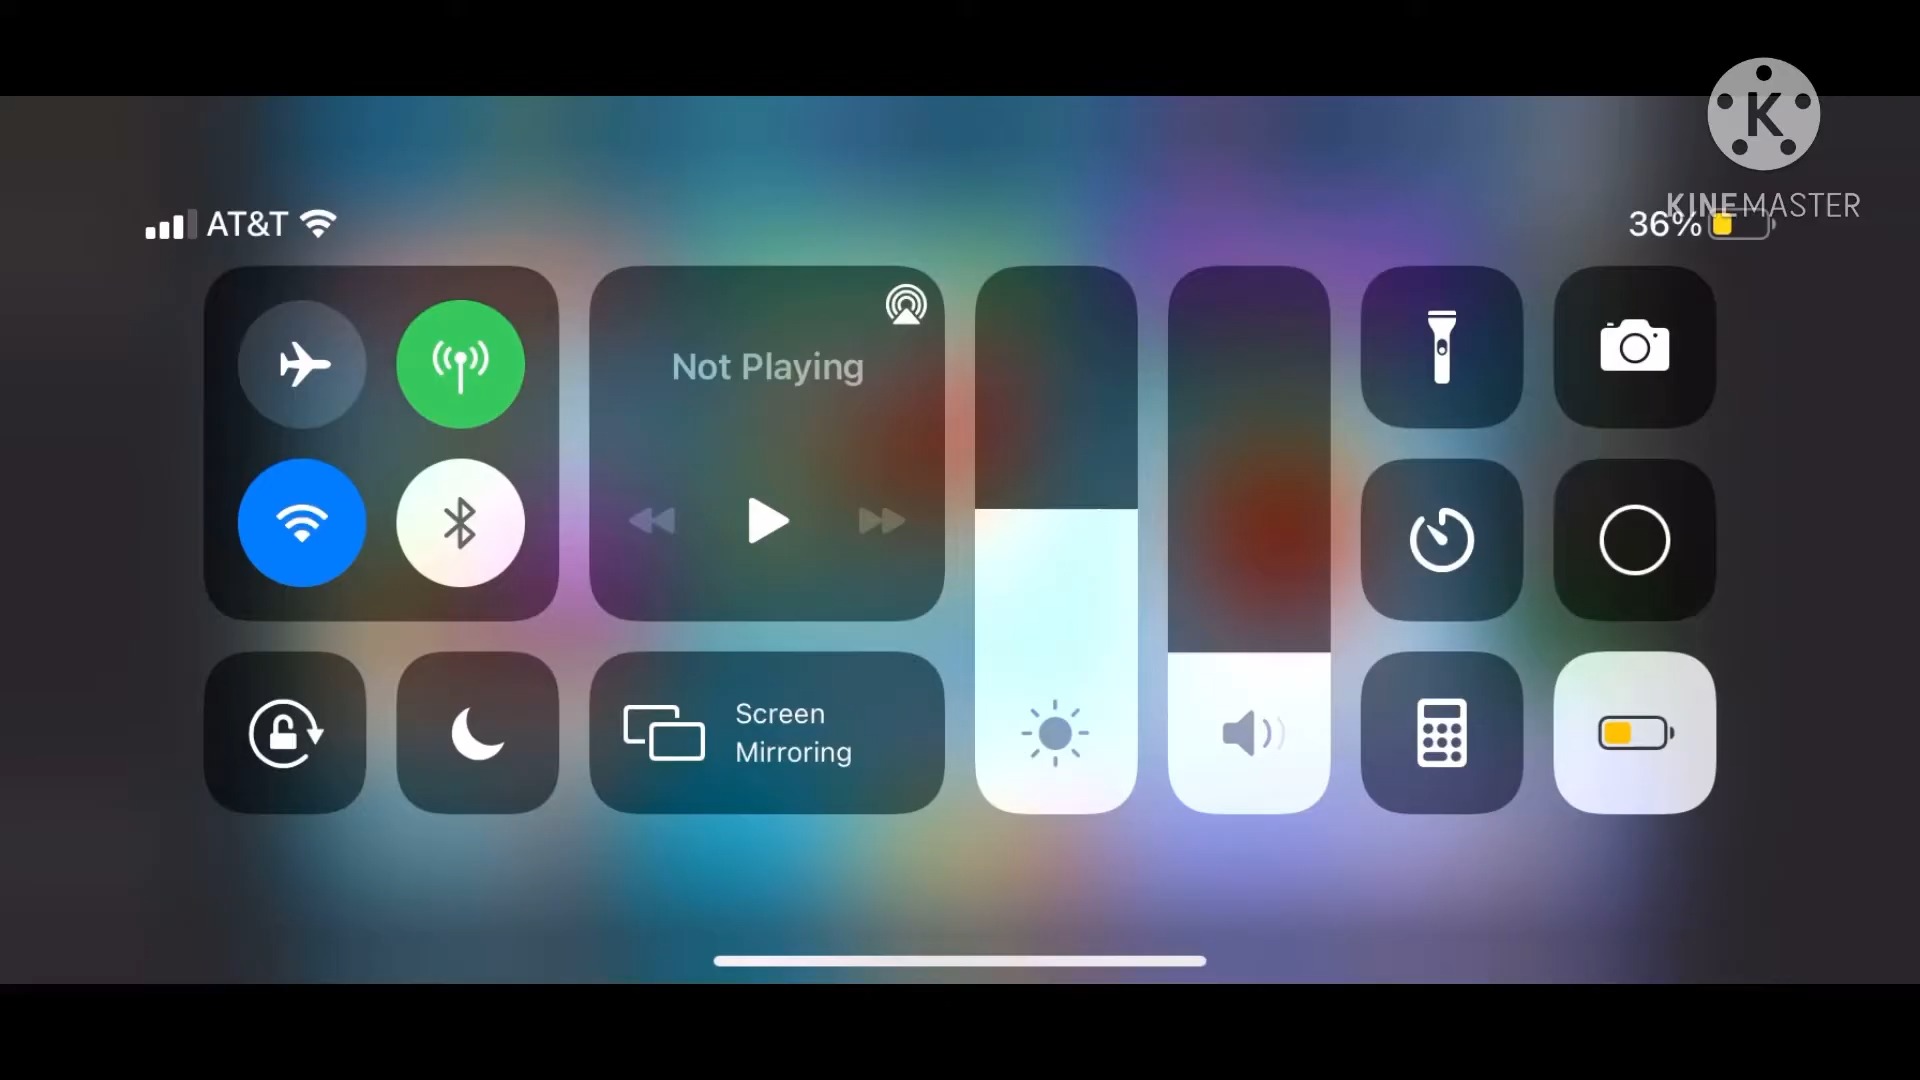 K
KINEMASTER
AT&T
36%
Not Playing
Screen
Mirroring